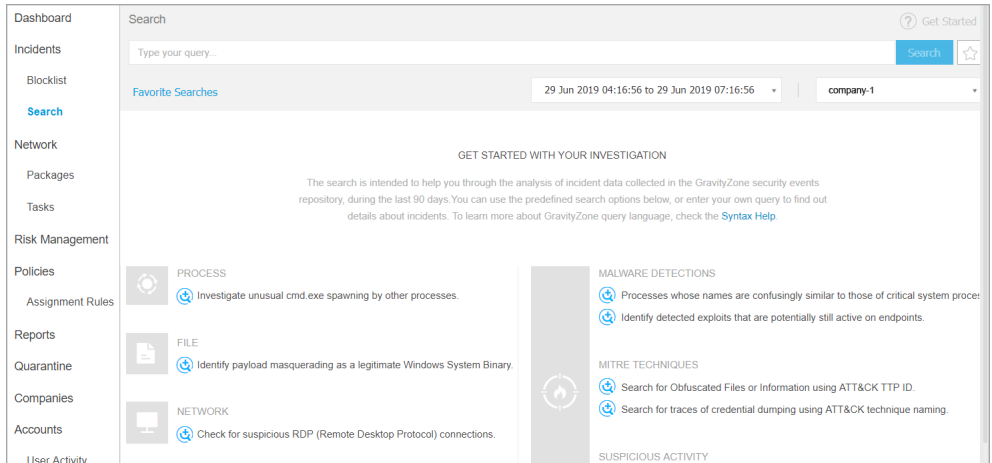 Dashboard
Incidents
Blocklist
Search
Network
Packages
Tasks
Risk Management
Policies
Assignment Rules
Reports
Quarantine
Companies
Accounts
User Activity
Search
? Get Started
Type your query...
Search
Favorite Searches
29 Jun 2019 04:16:56 to 29 Jun 2019 07:16:56
company-1
GET STARTED WITH YOUR INVESTIGATION
The search is intended to help you through the analysis of incident data collected in the GravityZone security events
repository, during the last 90 days.You can use the predefined search options below, or enter your own query to find out
details about incidents. To learn more about GravityZone query language, check the Syntax Help.
PROCESS
Investigate unusual cmd.exe spawning by other processes.
FILE
Identify payload masquerading as a legitimate Windows System Binary.
NETWORK
Check for suspicious RDP (Remote Desktop Protocol) connections.
MALWARE DETECTIONS
Processes whose names are confusingly similar to those of critical system proce
Identify detected exploits that are potentially still active on endpoints.
MITRE TECHNIQUES
Search for Obfuscated Files or Information using ATT&CK TTP ID.
Search for traces of credential dumping using ATT&CK technique naming.
SUSPICIOUS ACTIVITY